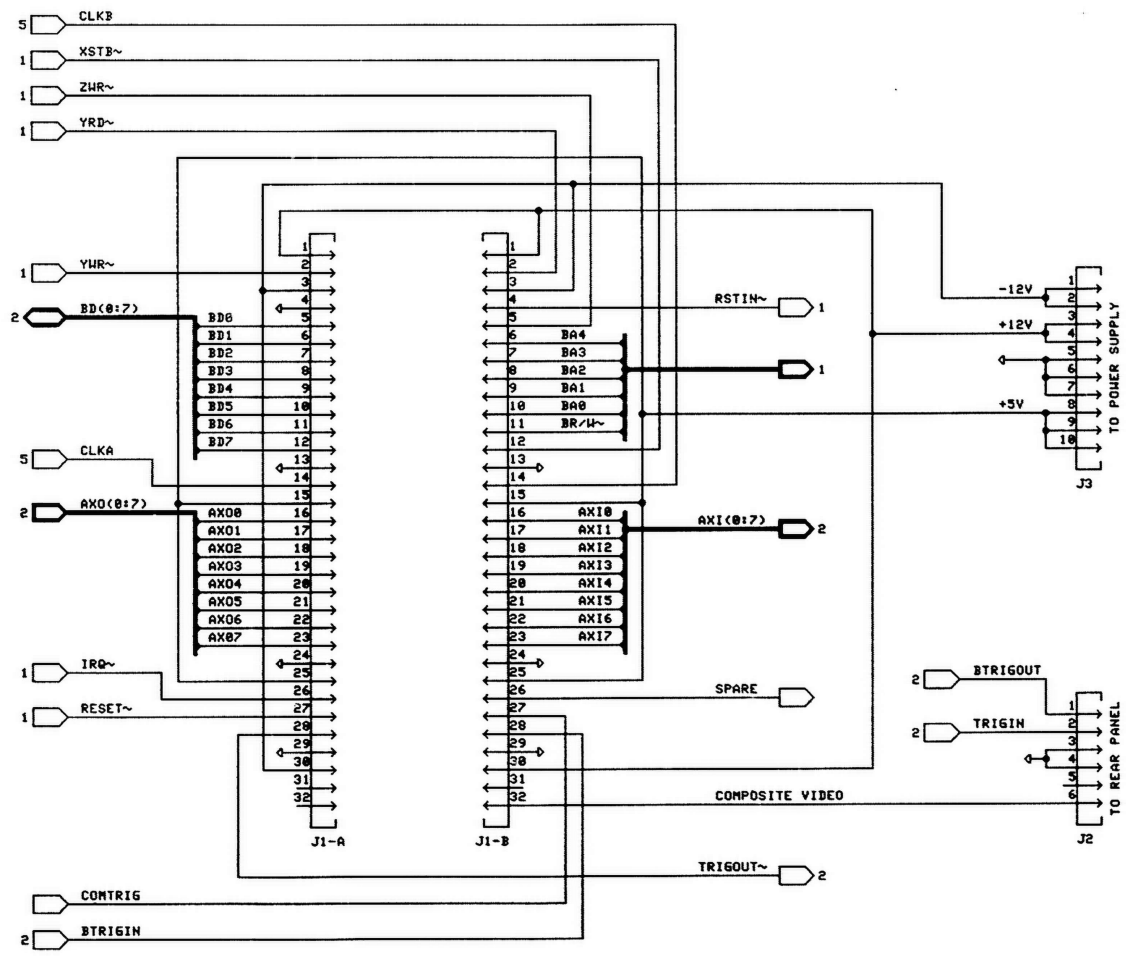 5 CLKB
1 XSTB~
1 ZWR~
1 YRD~
1 YWR~
2 BD(0:7)
BD0
BD1
BD2
BD3
BD4
BD5
BD6
BD7
5 CLKA
2 AXO(0:7)
AXO0
AXO1
AXO2
AXO3
AXO4
AXO5
AXO6
AX07
1 IRQ~
1 RESET~
COMTRIG
2 BTRIGIN
1
2
3
4
5
6
7
8
9
10
11
12
13
14
15
16
17
18
19
20
21
22
23
24
25
26
27
28
29
30
31
32
J1-A
1
2
3
4
5
6
7
8
9
10
11
12
13
14
15
16
17
18
19
20
21
22
23
24
25
26
27
28
29
30
31
32
J1-B
RSTIN~ 1
BA4
BA3
BA2
BA1
BA0
BR/W~
1
AXI0
AXI1
AXI2
AXI3
AXI4
AXI5
AXI6
AXI7
AXI(0:7) 2
SPARE
COMPOSITE VIDEO
TRIGOUT~ 2
-12V
+12V
+5V
1
2
3
4
5
6
7
8
9
10
J3
TO POWER SUPPLY
2 BTRIGOUT
2 TRIGIN
1
2
3
4
5
6
J2
TO REAR PANEL